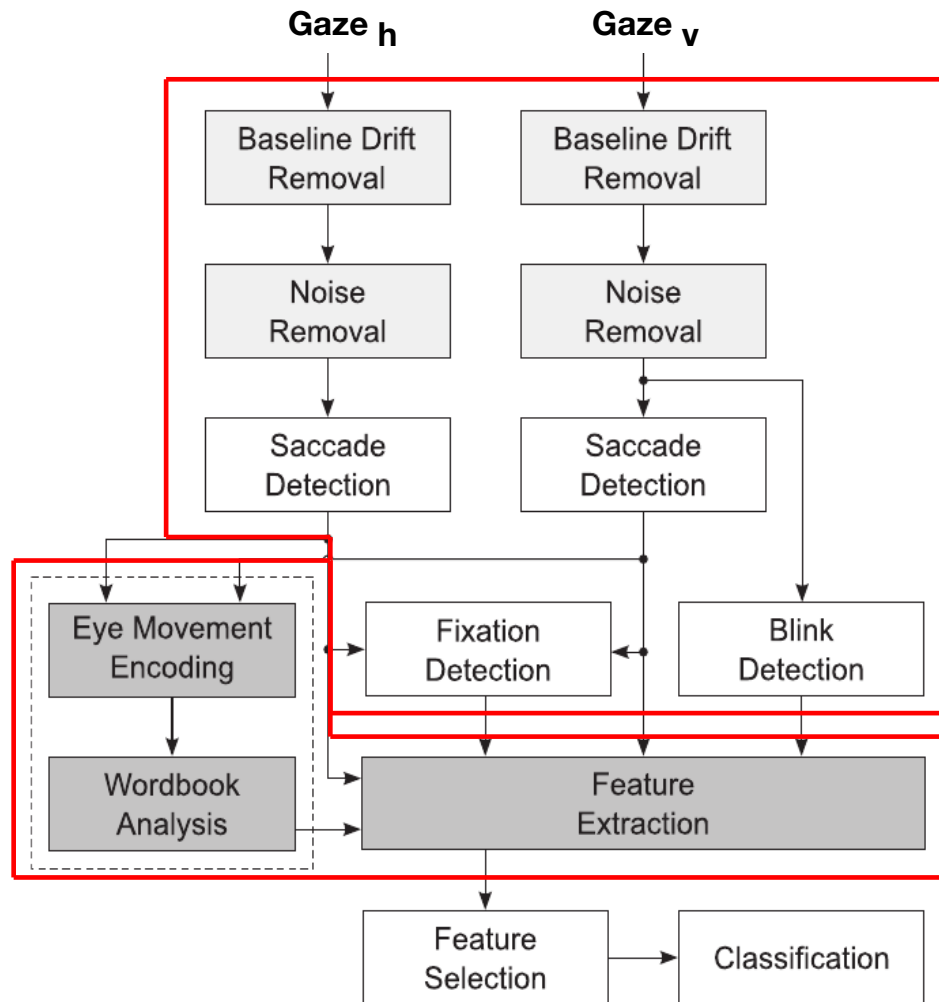 Gaze h
Gaze v
Baseline Drift
Removal
Baseline Drift
Removal
Noise
Removal
Noise
Removal
Saccade
Detection
Saccade
Detection
Eye Movement
Encoding
Fixation
Detection
Blink
Detection
Wordbook
Analysis
Feature
Extraction
Feature
Selection
Classification